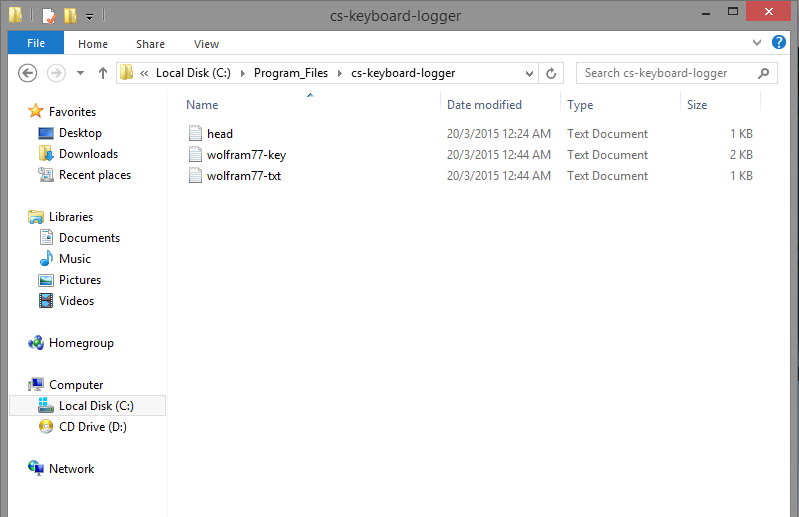 cs-keyboard-logger
File Home Share View
« Local Disk (C:) Program_Files cs-keyboard-logger Search cs-keyboard-logger
Name Date modified Type Size
Favorites
Desktop
Downloads
Recent places
Libraries
Documents
Music
Pictures
Videos
Homegroup
Computer
Local Disk (C:)
CD Drive (D:)
Network
head 20/3/2015 12:24 AM Text Document 1 KB
wolfram77-key 20/3/2015 12:44 AM Text Document 2 KB
wolfram77-txt 20/3/2015 12:44 AM Text Document 1 KB